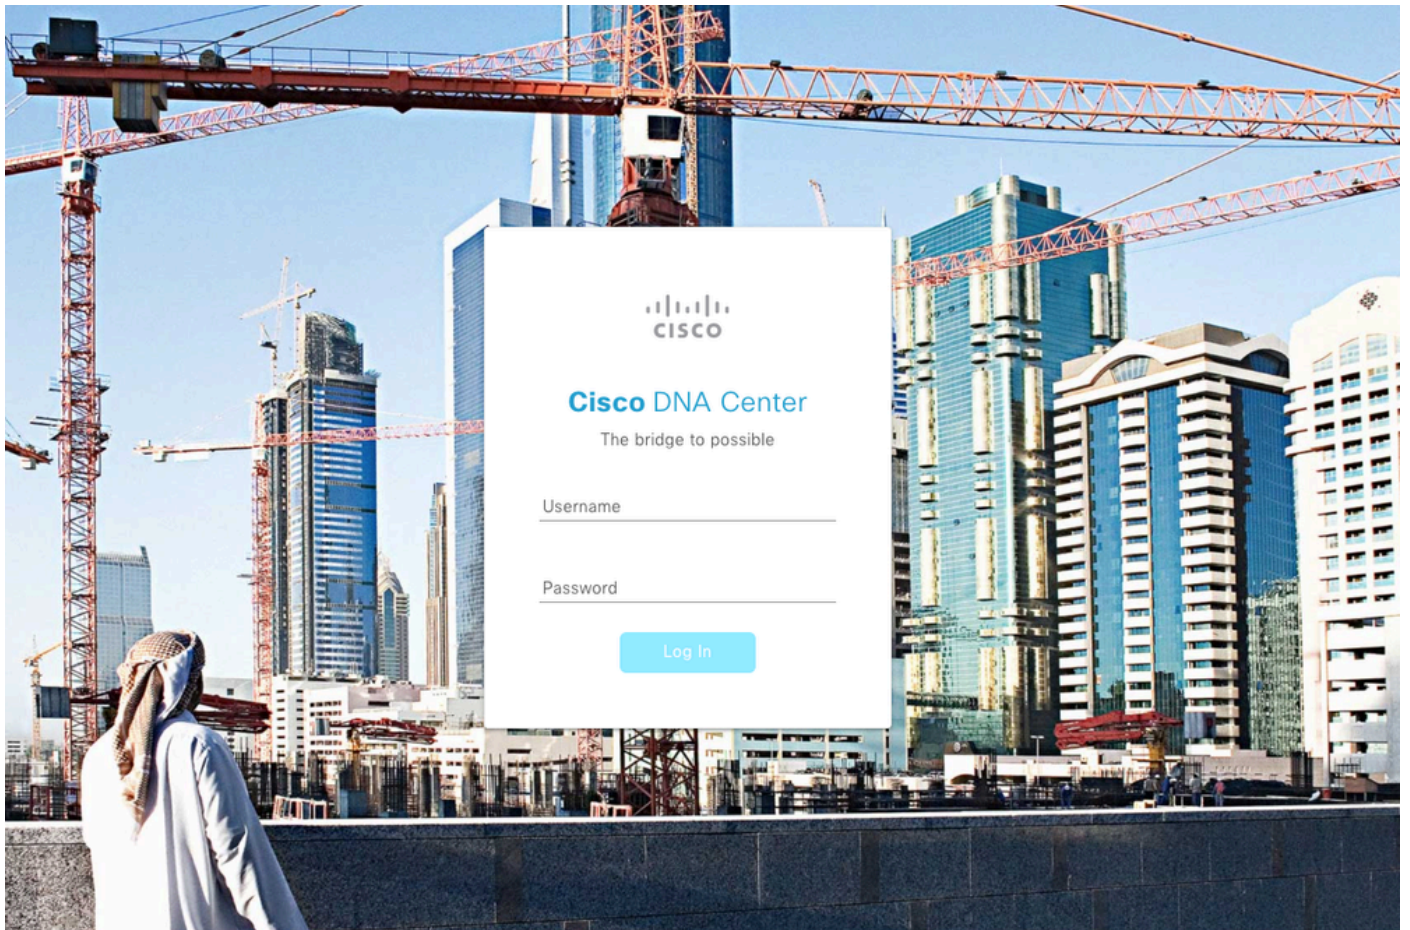 CISCO
Cisco DNA Center
The bridge to possible
Username
Password
Log In